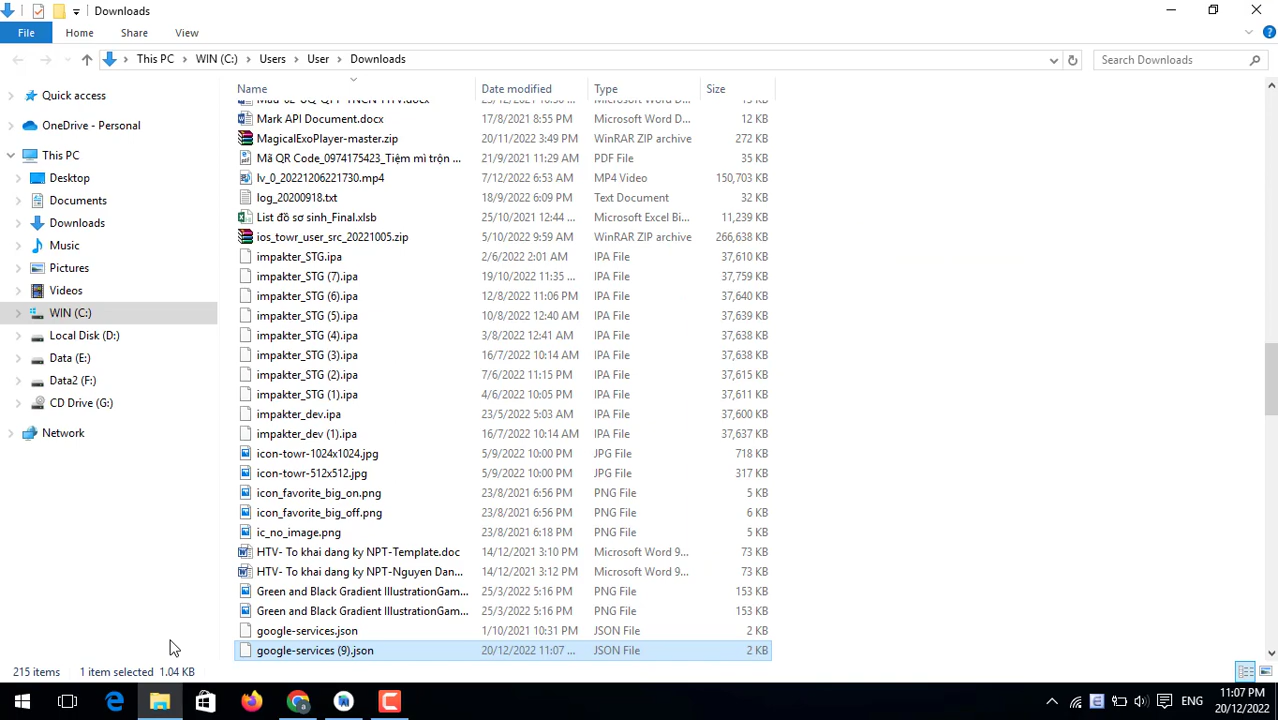 Downloads
File Home Share View
This PC WIN (C:) Users User Downloads Search Downloads
Name Date modified Type Size
Quick access
OneDrive - Personal
This PC
Desktop
Documents
Downloads
Music
Pictures
Videos
WIN (C:)
Local Disk (D:)
Data (E:)
Data2 (F:)
CD Drive (G:)
Network
Mark API Document.docx 17/8/2021 8:55 PM Microsoft Word D... 12 KB
MagicalExoPlayer-master.zip 20/11/2022 3:49 PM WinRAR ZIP archive 272 KB
Mã QR Code_0974175423_Tiệm mì trộn ... 21/9/2021 11:29 AM PDF File 35 KB
lv_0_20221206221730.mp4 7/12/2022 6:53 AM MP4 Video 150,703 KB
log_20200918.txt 18/9/2022 6:09 PM Text Document 32 KB
List đồ sơ sinh_Final.xlsb 25/10/2021 12:44 ... Microsoft Excel Bi... 11,239 KB
ios_towr_user_src_20221005.zip 5/10/2022 9:59 AM WinRAR ZIP archive 266,638 KB
impakter_STG.ipa 2/6/2022 2:01 AM IPA File 37,610 KB
impakter_STG (7).ipa 19/10/2022 11:35 ... IPA File 37,759 KB
impakter_STG (6).ipa 12/8/2022 11:06 PM IPA File 37,640 KB
impakter_STG (5).ipa 10/8/2022 12:40 AM IPA File 37,639 KB
impakter_STG (4).ipa 3/8/2022 12:41 AM IPA File 37,638 KB
impakter_STG (3).ipa 16/7/2022 10:14 AM IPA File 37,638 KB
impakter_STG (2).ipa 7/6/2022 11:15 PM IPA File 37,615 KB
impakter_STG (1).ipa 4/6/2022 10:05 PM IPA File 37,611 KB
impakter_dev.ipa 23/5/2022 5:03 AM IPA File 37,600 KB
impakter_dev (1).ipa 16/7/2022 10:14 AM IPA File 37,637 KB
icon-towr-1024x1024.jpg 5/9/2022 10:00 PM JPG File 718 KB
icon-towr-512x512.jpg 5/9/2022 10:00 PM JPG File 317 KB
icon_favorite_big_on.png 23/8/2021 6:56 PM PNG File 5 KB
icon_favorite_big_off.png 23/8/2021 6:56 PM PNG File 6 KB
ic_no_image.png 23/8/2021 6:18 PM PNG File 5 KB
HTV- To khai dang ky NPT-Template.doc 14/12/2021 3:10 PM Microsoft Word 9... 73 KB
HTV- To khai dang ky NPT-Nguyen Dan... 14/12/2021 3:12 PM Microsoft Word 9... 73 KB
Green and Black Gradient IllustrationGam... 25/3/2022 5:16 PM PNG File 153 KB
Green and Black Gradient IllustrationGam... 25/3/2022 5:16 PM PNG File 153 KB
google-services.json 1/10/2021 10:31 PM JSON File 2 KB
google-services (9).json 20/12/2022 11:07 ... JSON File 2 KB
215 items 1 item selected 1.04 KB
ENG 11:07 PM
20/12/2022